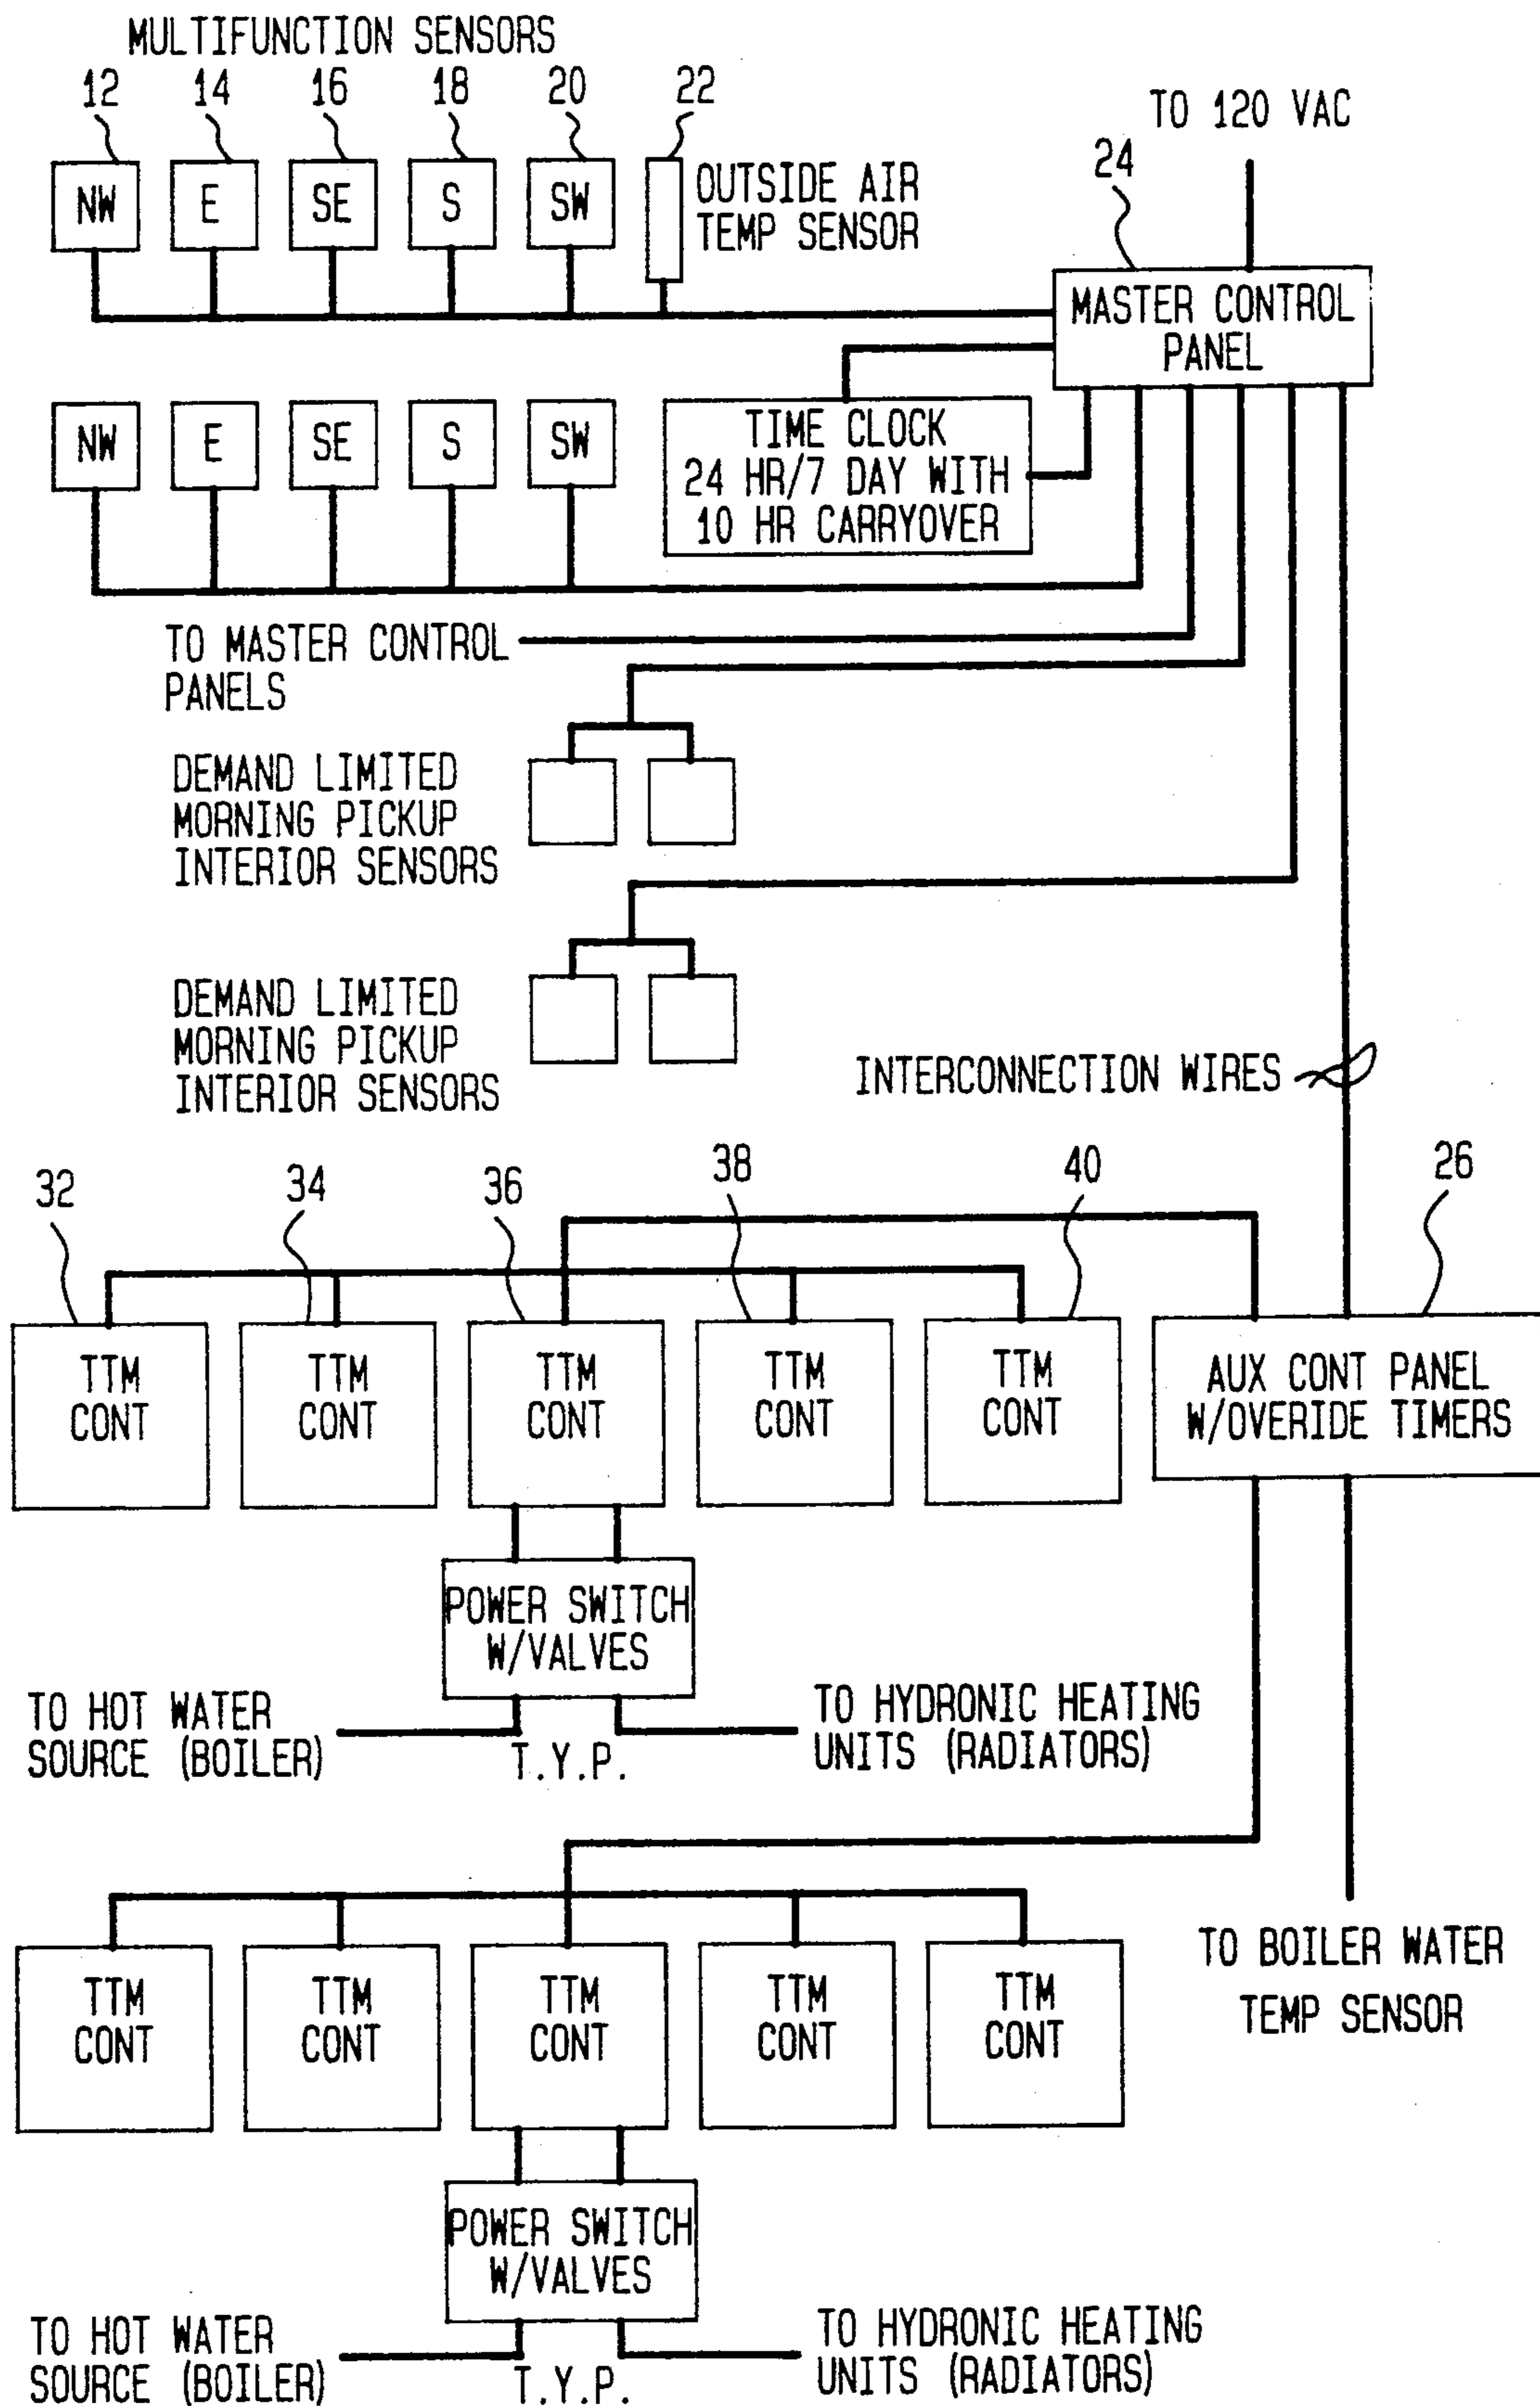 MULTIFUNCTION SENSORS
12 14 16 18 20 22
TO 120 VAC
24
NW E SE S SW
OUTSIDE AIR
TEMP SENSOR
MASTER CONTROL
PANEL
NW E SE S SW
TIME CLOCK
24 HR/7 DAY WITH
10 HR CARRYOVER
TO MASTER CONTROL
PANELS
DEMAND LIMITED
MORNING PICKUP
INTERIOR SENSORS
DEMAND LIMITED
MORNING PICKUP
INTERIOR SENSORS
INTERCONNECTION WIRES
32 34 36 38 40 26
TTM
CONT
TTM
CONT
TTM
CONT
TTM
CONT
TTM
CONT
AUX CONT PANEL
W/OVERIDE TIMERS
POWER SWITCH
W/VALVES
TO HOT WATER
SOURCE (BOILER)
T.Y.P.
TO HYDRONIC HEATING
UNITS (RADIATORS)
TTM
CONT
TTM
CONT
TTM
CONT
TTM
CONT
TTM
CONT
TO BOILER WATER
TEMP SENSOR
POWER SWITCH
W/VALVES
TO HOT WATER
SOURCE (BOILER)
T.Y.P.
TO HYDRONIC HEATING
UNITS (RADIATORS)